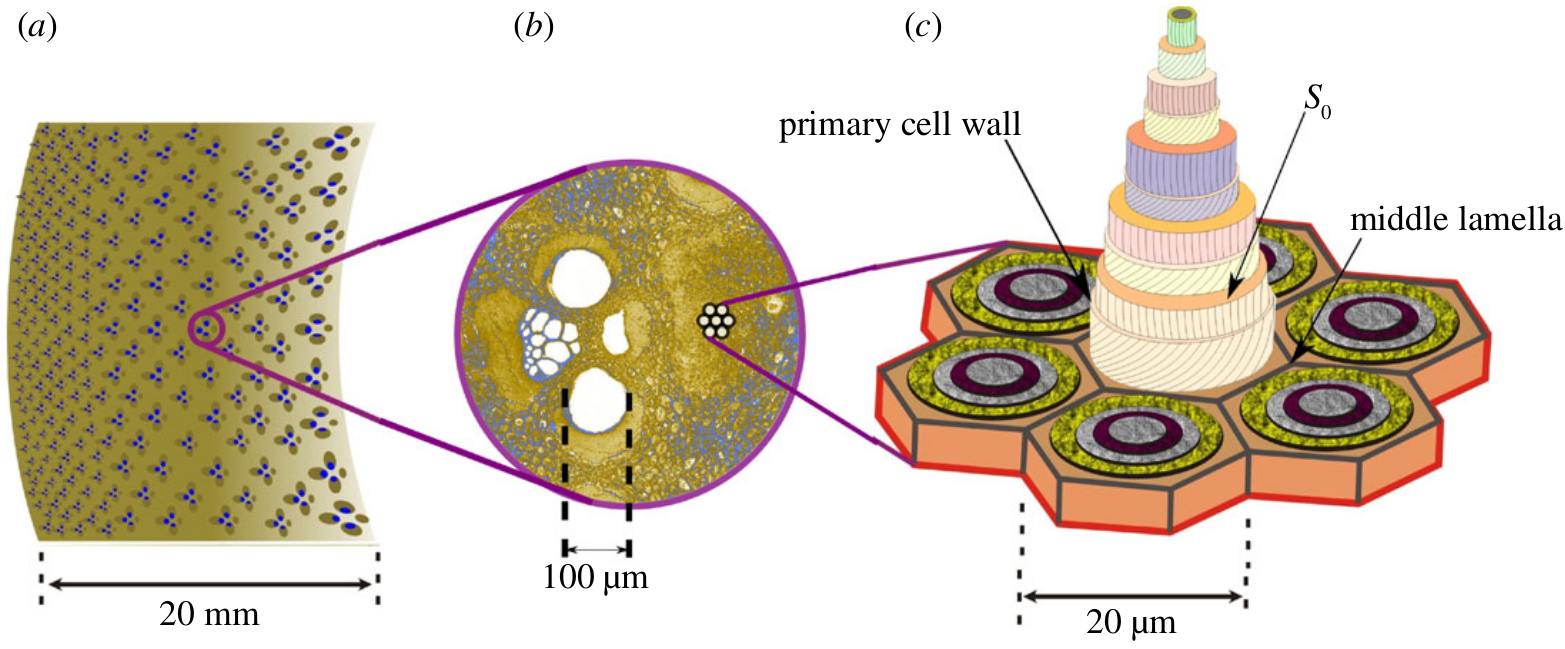 (a)
(b)
(c)
S0
primary cell wall
middle lamella
100 µm
20 mm
20 µm